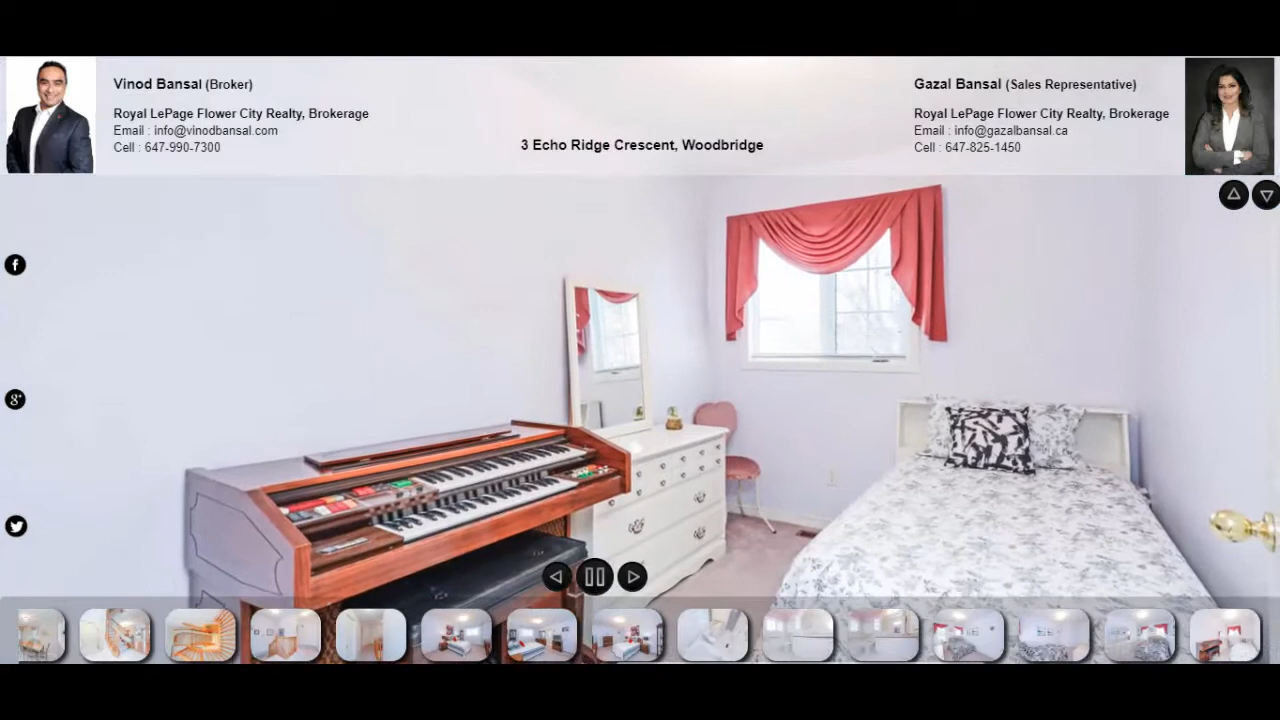 Vinod Bansal (Broker)
Royal LePage Flower City Realty, Brokerage
Email : info@vinodbansal.com
Cell : 647-990-7300
3 Echo Ridge Crescent, Woodbridge
Gazal Bansal (Sales Representative)
Royal LePage Flower City Realty, Brokerage
Email : info@gazalbansal.ca
Cell : 647-825-1450